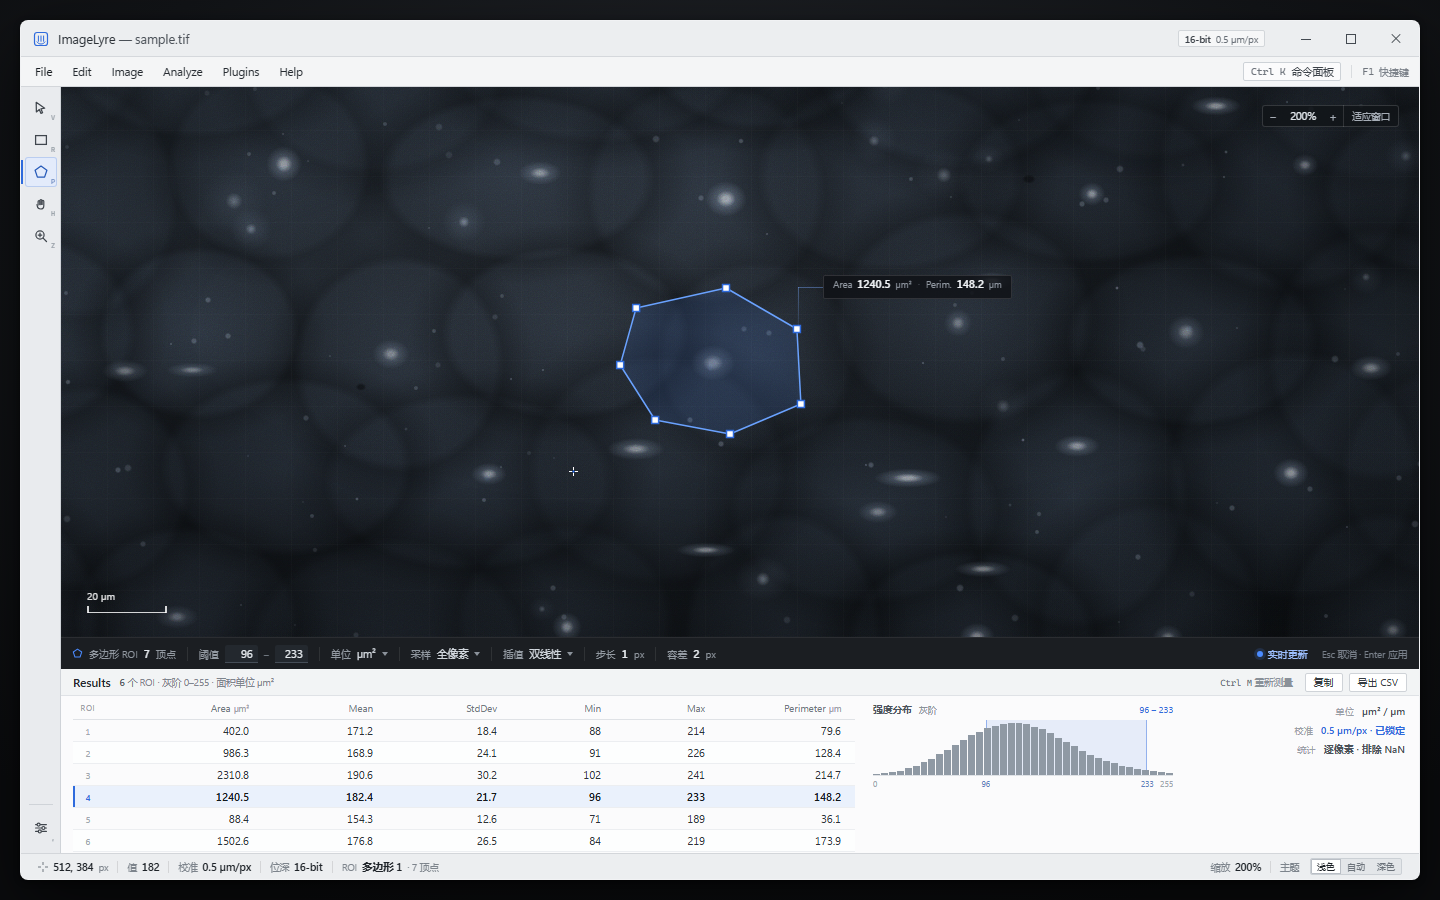 ImageLyre — sample.tif
16-bit 0.5 µm/px
File Edit Image Analyze Plugins Help
Ctrl K 命令面板
F1 快捷键
V
R
P
H
Z
− 200% + 适应窗口
Area 1240.5 µm² · Perim. 148.2 µm
20 µm
多边形 ROI 7 顶点
阈值 96 – 233
单位 µm²
采样 全像素
插值 双线性
步长 1 px
容差 2 px
实时更新
Esc 取消 · Enter 应用
Results 6 个 ROI · 灰阶 0–255 · 面积单位 µm²
Ctrl M 重新测量
复制
导出 CSV
ROI Area µm² Mean StdDev Min Max Perimeter µm
1 402.0 171.2 18.4 88 214 79.6
2 986.3 168.9 24.1 91 226 128.4
3 2310.8 190.6 30.2 102 241 214.7
4 1240.5 182.4 21.7 96 233 148.2
5 88.4 154.3 12.6 71 189 36.1
6 1502.6 176.8 26.5 84 219 173.9
强度分布 灰阶 96 – 233
0 96 233 255
单位 µm² / µm
校准 0.5 µm/px · 已锁定
统计 逐像素 · 排除 NaN
512, 384 px
值 182
校准 0.5 µm/px
位深 16-bit
ROI 多边形 1 · 7 顶点
缩放 200%
主题 浅色 自动 深色